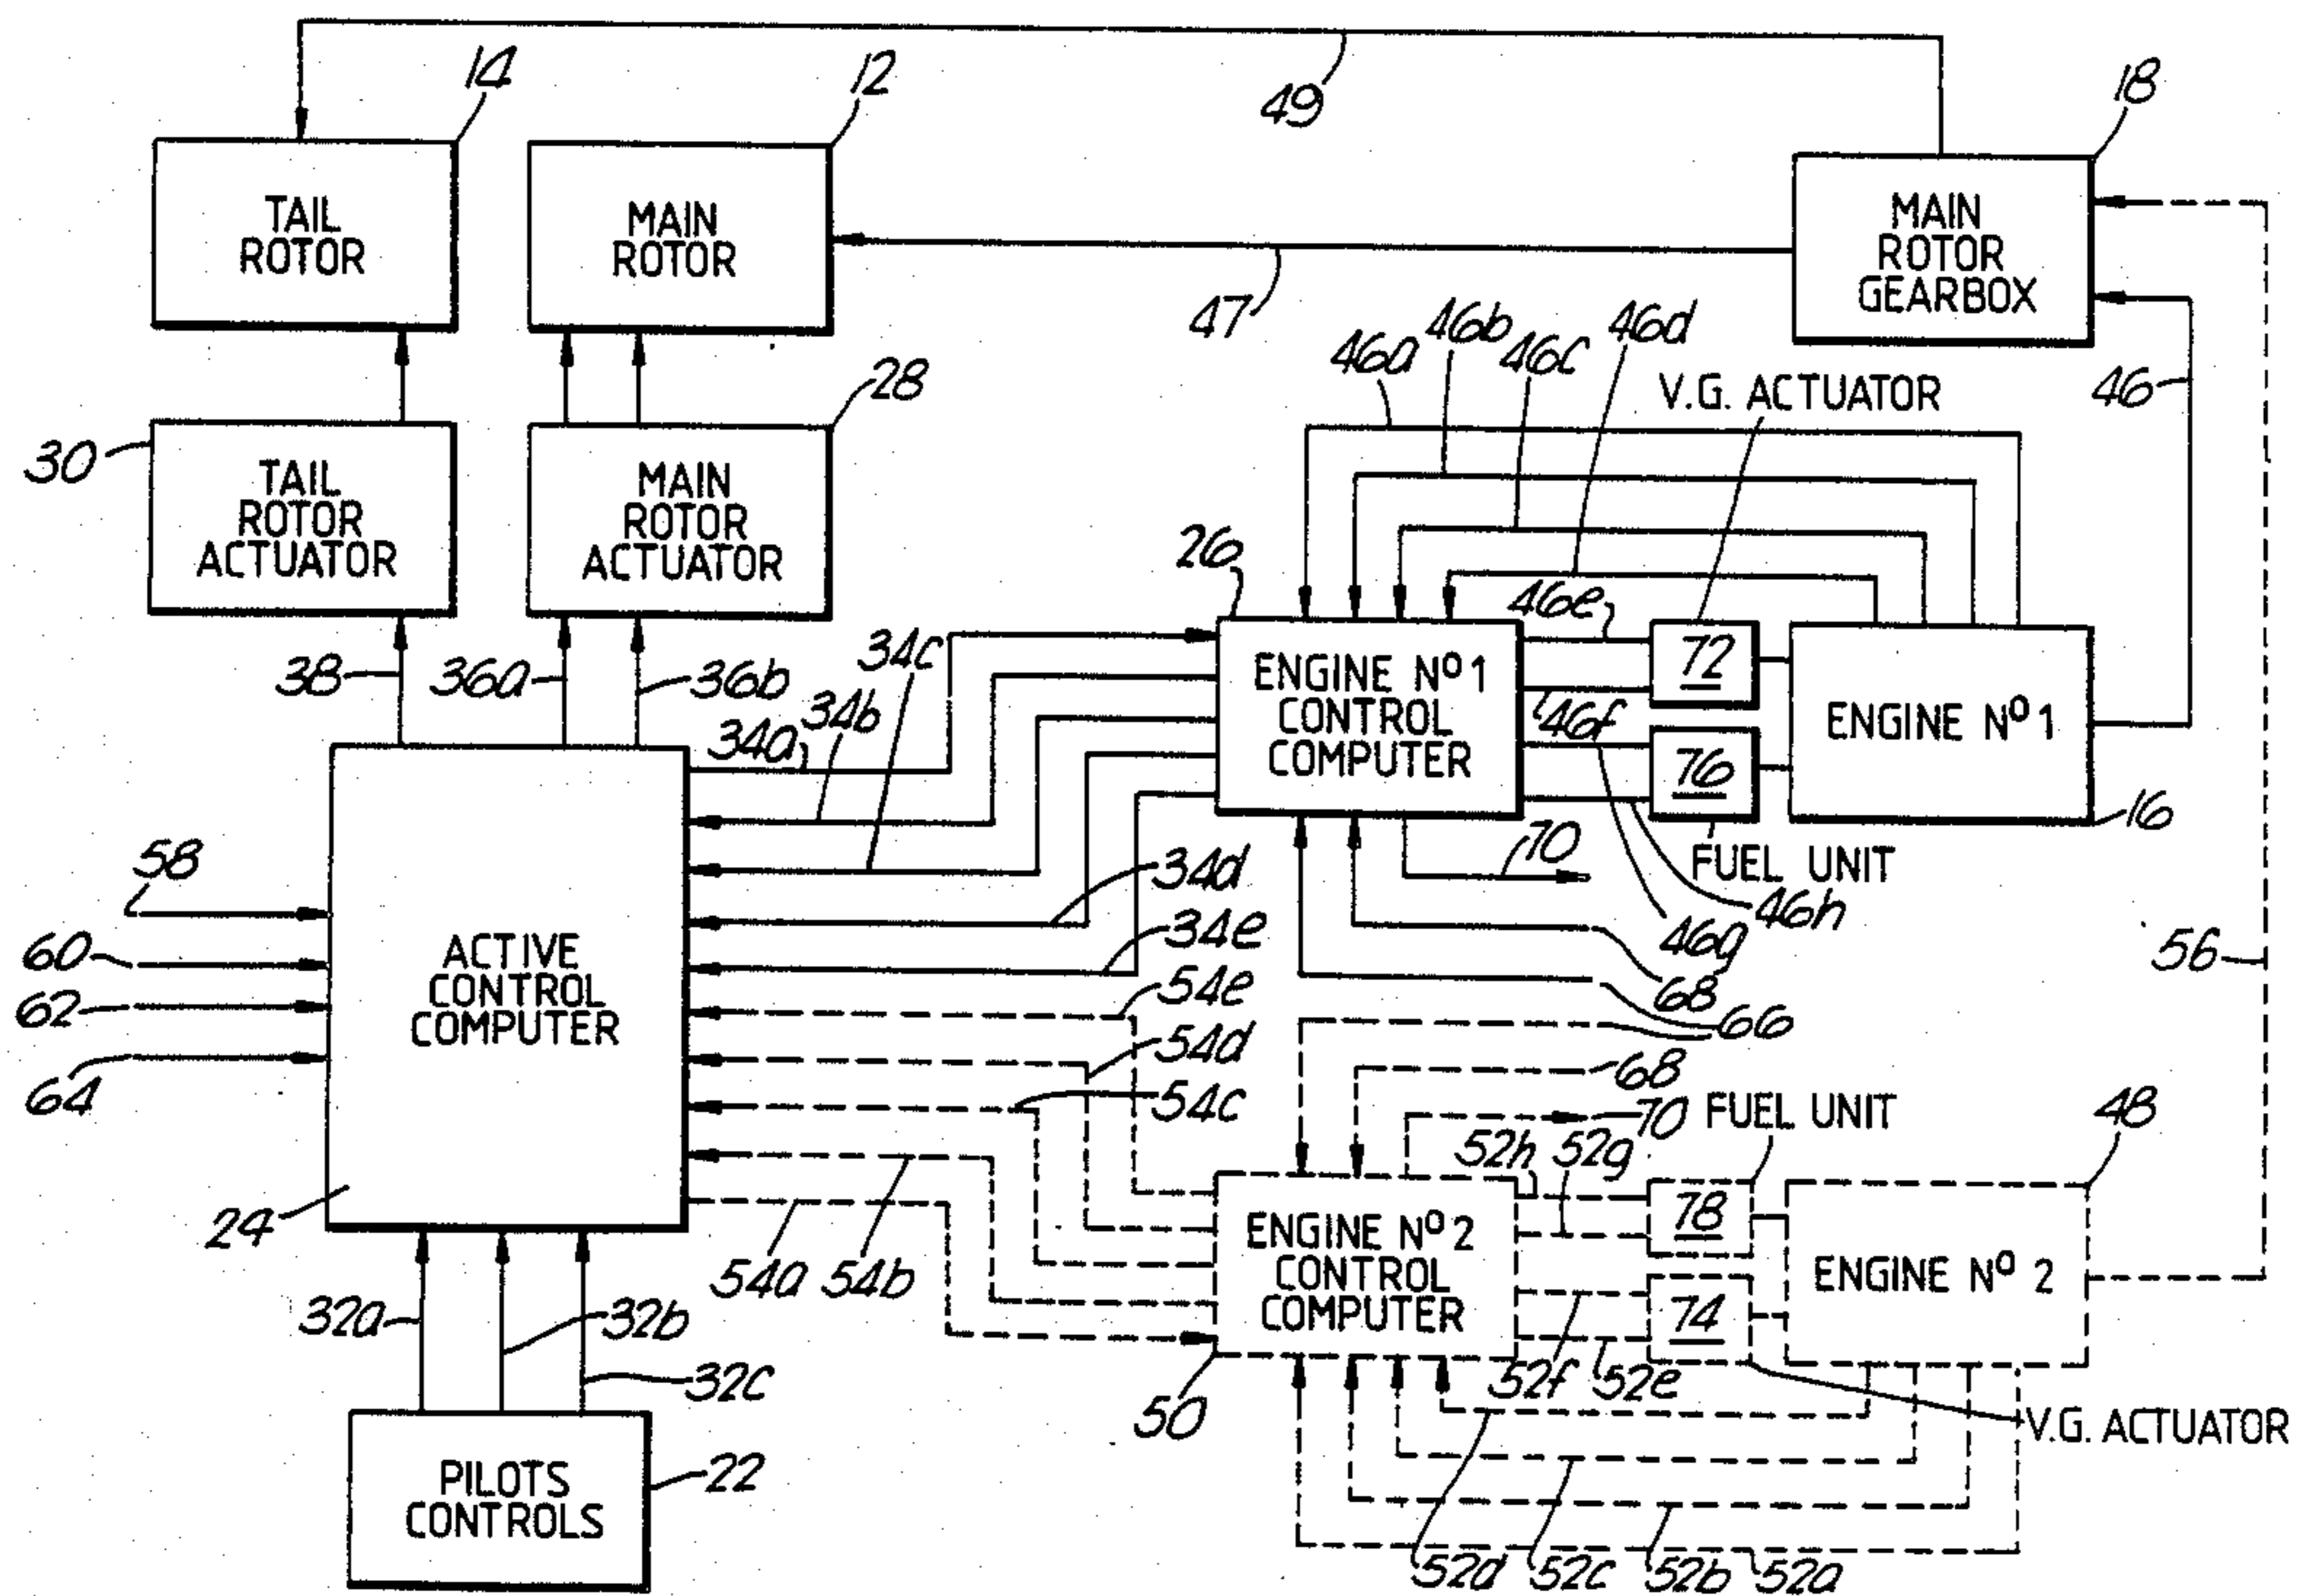 14
12
49
18
TAIL
ROTOR
MAIN
ROTOR
MAIN
ROTOR
GEARBOX
47
46a
46b
46c
46d
V.G. ACTUATOR
46
30
TAIL
ROTOR
ACTUATOR
MAIN
ROTOR
ACTUATOR
28
26
38
36a
36b
34a
34b
34c
ENGINE Nº 1
CONTROL
COMPUTER
46e
46f
72
76
ENGINE Nº 1
16
58
60
62
64
ACTIVE
CONTROL
COMPUTER
24
34d
34e
70
FUEL UNIT
46h
46g
68
66
56
54e
54d
54c
68
70
FUEL UNIT
48
52h
52g
54a
54b
ENGINE Nº 2
CONTROL
COMPUTER
78
74
ENGINE Nº 2
52f
52e
50
V.G. ACTUATOR
32a
32b
32c
PILOTS
CONTROLS
22
52d
52c
52b
52a